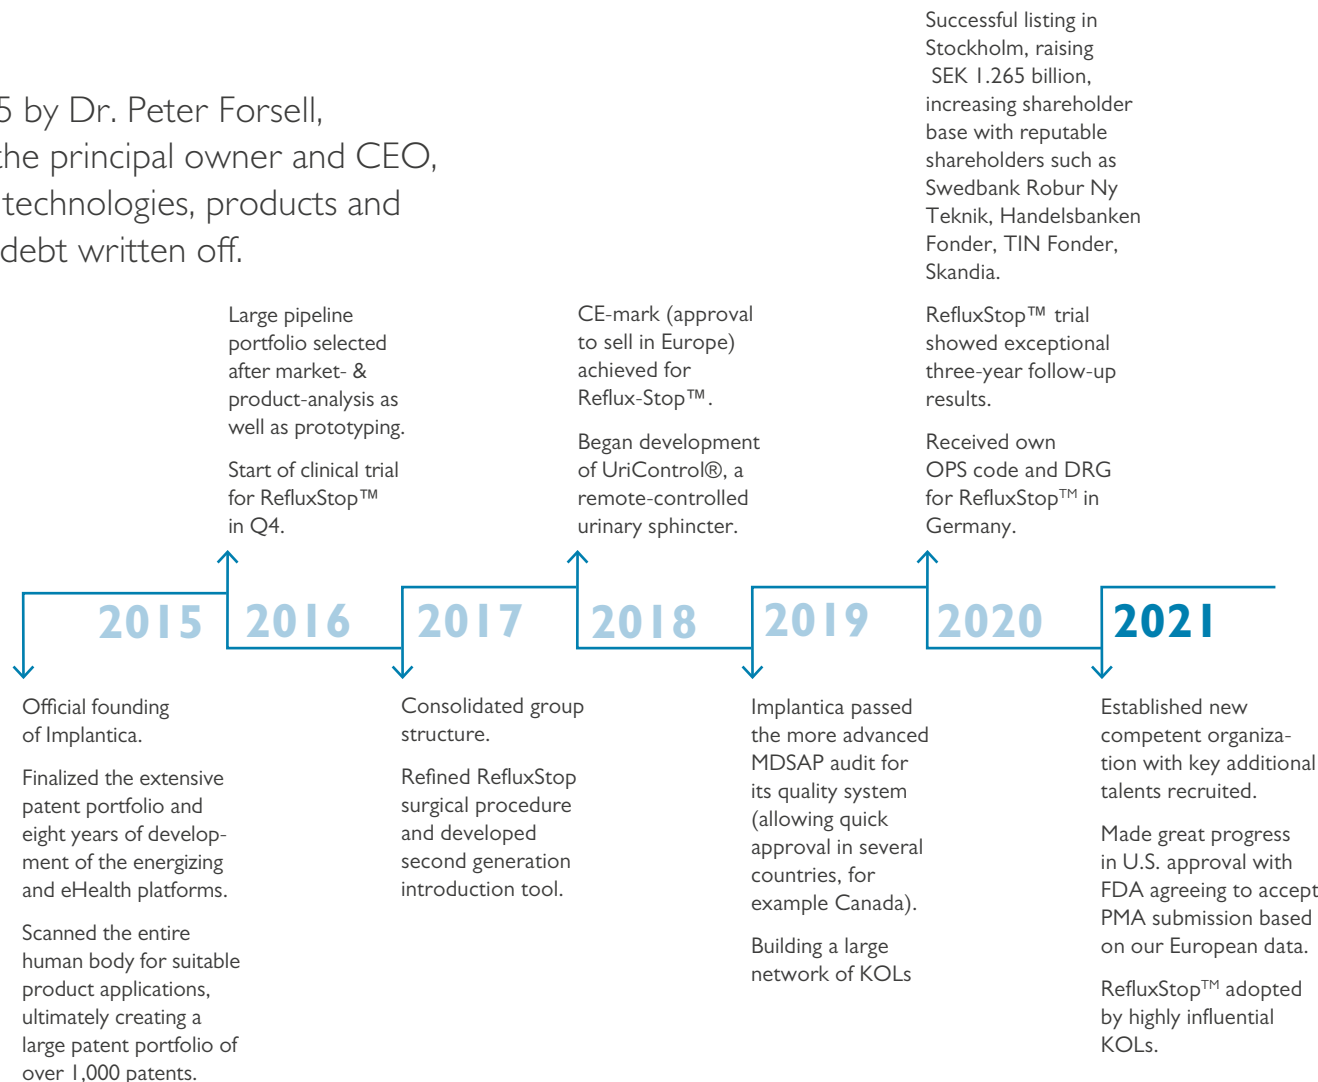 5 by Dr. Peter Forsell,
the principal owner and CEO,
technologies, products and
debt written off.
Successful listing in
Stockholm, raising
SEK 1.265 billion,
increasing shareholder
base with reputable
shareholders such as
Swedbank Robur Ny
Teknik, Handelsbanken
Fonder, TIN Fonder,
Skandia.
RefluxStop™ trial
showed exceptional
three-year follow-up
results.
Received own
OPS code and DRG
for RefluxStop™ in
Germany.
Large pipeline
portfolio selected
after market- &
product-analysis as
well as prototyping.
Start of clinical trial
for RefluxStop™
in Q4.
CE-mark (approval
to sell in Europe)
achieved for
Reflux-Stop™.
Began development
of UriControl®, a
remote-controlled
urinary sphincter.
2015
2016
2017
2018
2019
2020
2021
Official founding
of Implantica.
Finalized the extensive
patent portfolio and
eight years of develop-
ment of the energizing
and eHealth platforms.
Scanned the entire
human body for suitable
product applications,
ultimately creating a
large patent portfolio of
over 1,000 patents.
Consolidated group
structure.
Refined RefluxStop
surgical procedure
and developed
second generation
introduction tool.
Implantica passed
the more advanced
MDSAP audit for
its quality system
(allowing quick
approval in several
countries, for
example Canada).
Building a large
network of KOLs
Established new
competent organiza-
tion with key additional
talents recruited.
Made great progress
in U.S. approval with
FDA agreeing to accept
PMA submission based
on our European data.
RefluxStop™ adopted
by highly influential
KOLs.